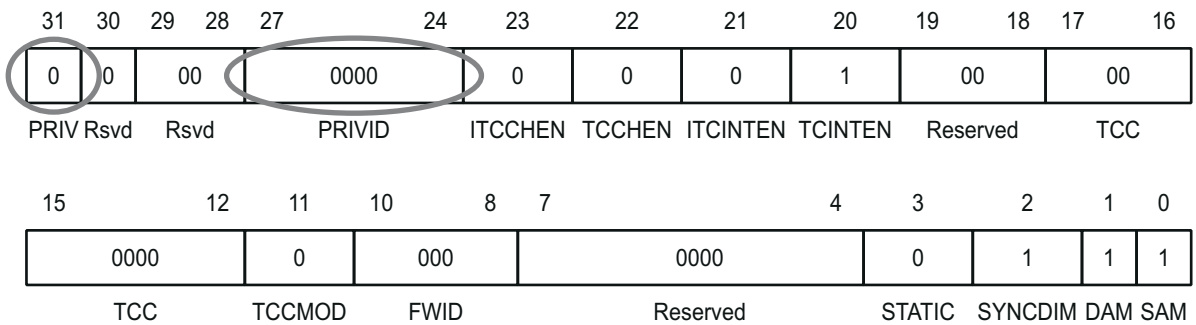 31 30 29 28 27 24 23 22 21 20 19 18 17 16
0 0 00 0000 0 0 0 1 00 00
PRIV Rsvd Rsvd PRIVID ITCCHEN TCCHEN ITCINTEN TCINTEN Reserved TCC
15 12 11 10 8 7 4 3 2 1 0
0000 0 000 0000 0 1 1 1
TCC TCCMOD FWID Reserved STATIC SYNCDIM DAM SAM